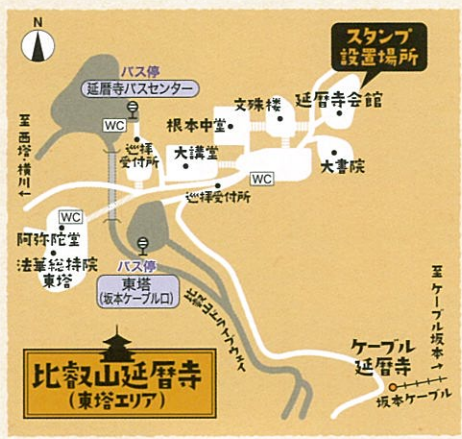 N
スタンプ
設置場所
バス停
延暦寺バスセンター
WC
巡拝
受付所
文殊楼
延暦寺会館
根本中堂
大講堂
大書院
WC
巡拝受付所
至西塔・横川←
WC
阿弥陀堂
法華総持院
東塔
バス停
東塔
(坂本ケーブル口)
比叡山ドライブウェイ
至ケーブル坂本→
ケーブル
延暦寺
坂本ケーブル
比叡山延暦寺
(東塔エリア)